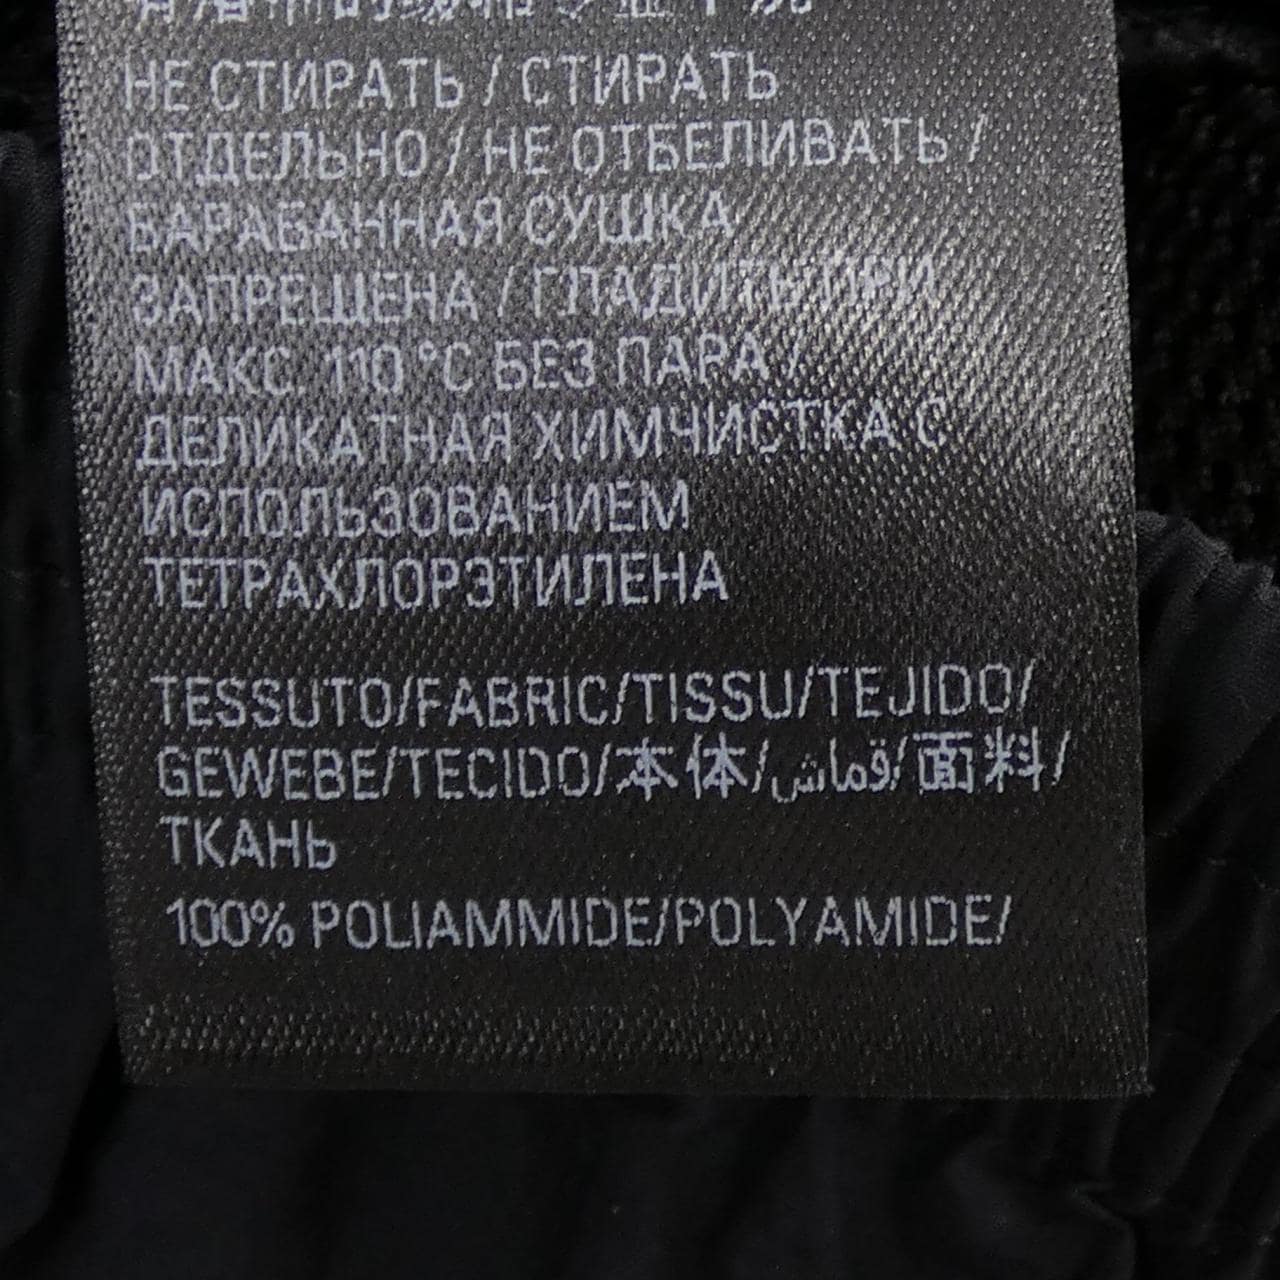 НЕ СТИРАТЬ / СТИРАТЬ
ОТДЕЛЬНО / НЕ ОТБЕЛИВАТЬ /
БАРАБАННАЯ СУШКА
ЗАПРЕШЕНА / ГЛАДИТЬ ПРИ
МАКС. 110 °C БЕЗ ПАРА /
ДЕЛИКАТНАЯ ХИМЧИСТКА С
ИСПОЛЬЗОВАНИЕМ
ТЕТРАХЛОРЭТИЛЕНА
TESSUTO/FABRIC/TISSU/TEJIDO/
GEWEBE/TECIDO/本体/قماش/面料/
ТКАНЬ
100% POLIAMMIDE/POLYAMIDE/